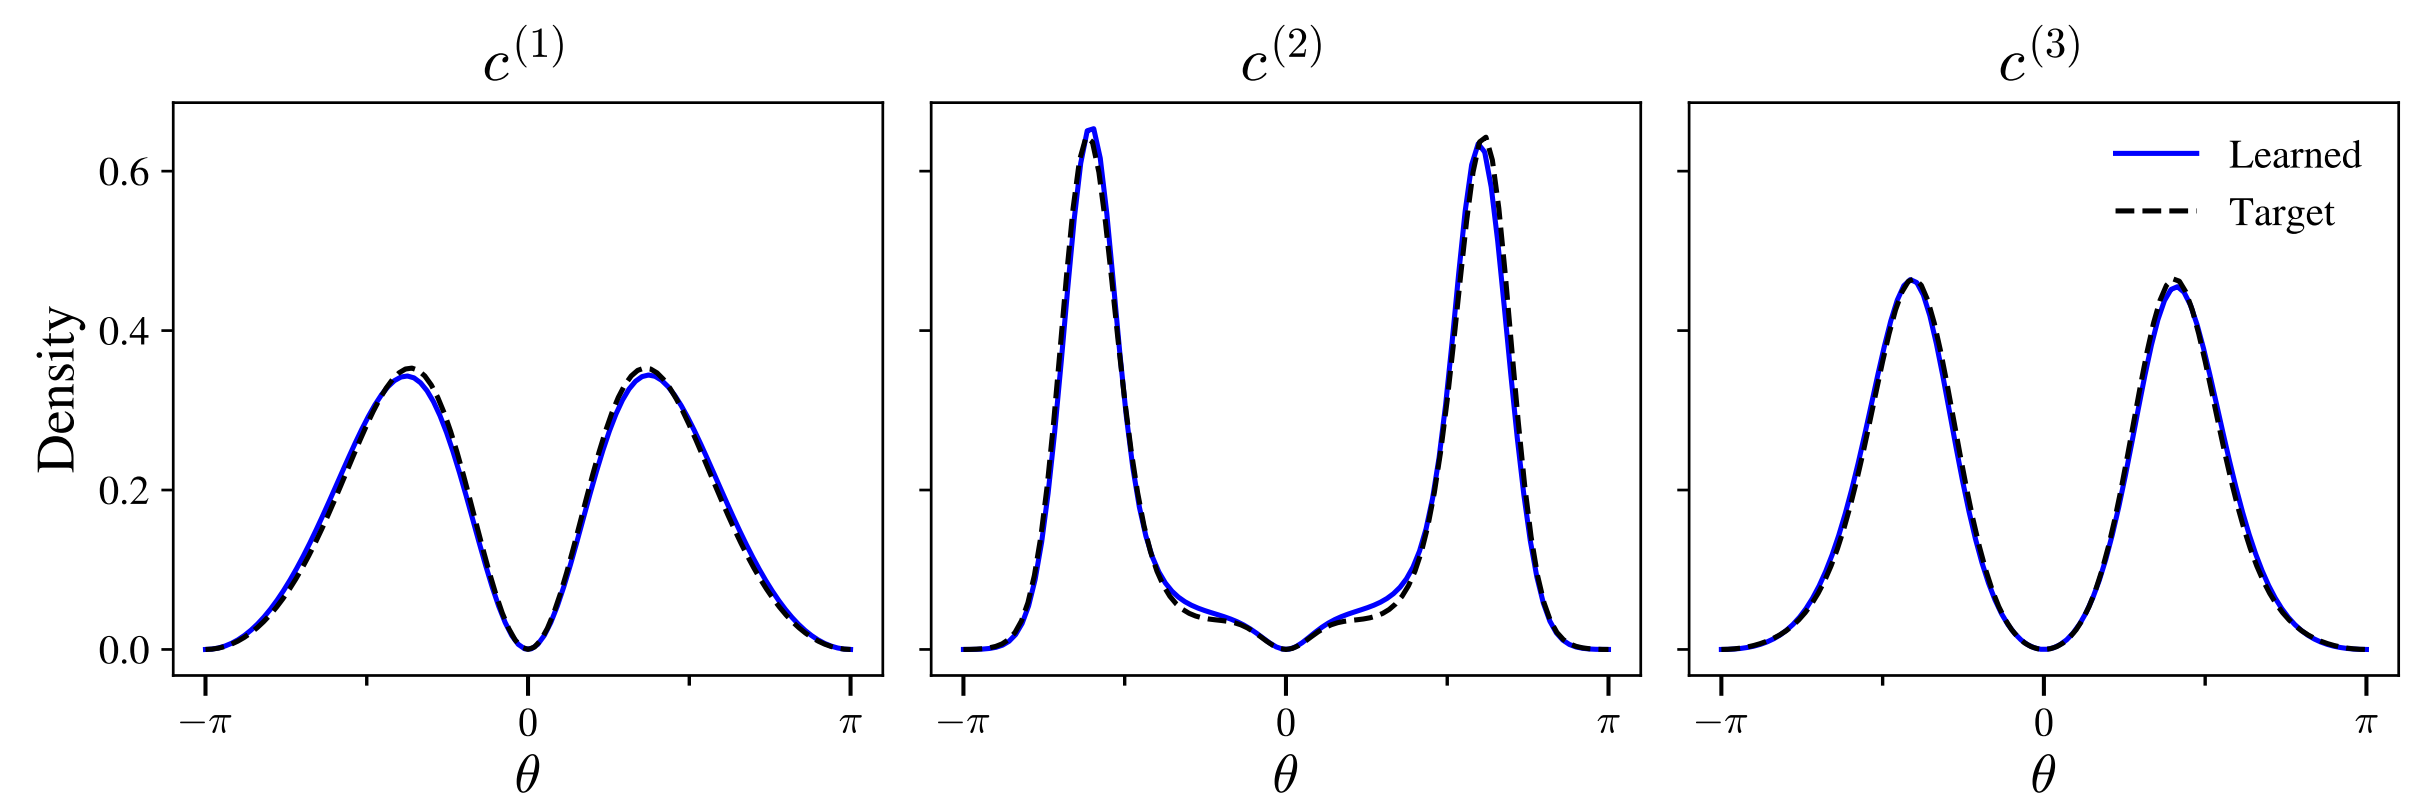 c^(1)
c^(2)
c^(3)
Learned
Target
Density
0.6
0.4
0.2
0.0
−π 0 π
−π 0 π
−π 0 π
θ
θ
θ